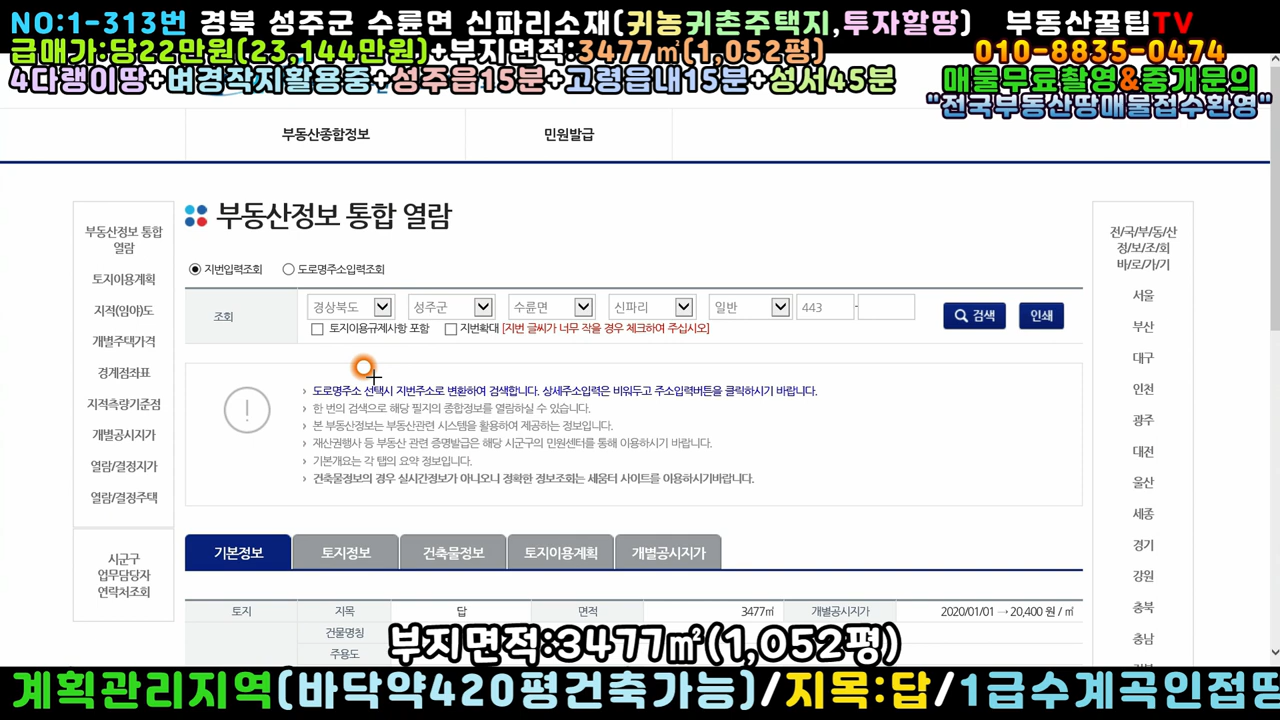 NO:1-313번 경북 성주군 수륜면 신파리소재(귀농귀촌주택지,투자할땅) 부동산꿀팁TV
급매가:당22만원(23,144만원)+부지면적:3477㎡(1,052평) 010-8835-0474
4다랭이땅+벼경작지활용중+성주읍15분+고령읍내15분+성서45분 매물무료촬영&중개문의
"전국부동산땅매물접수환영"
부동산종합정보 민원발급
부동산정보 통합 열람
부동산정보 통합
열람
토지이용계획
지적(임야)도
개별주택가격
경계점좌표
지적측량기준점
개별공시지가
열람/결정지가
열람/결정주택
시군구
업무담당자
연락처조회
지번입력조회 도로명주소입력조회
조회 경상북도 성주군 수륜면 신파리 일반 443 - 검색 인쇄
토지이용규제사항 포함 지번확대 [지번 글씨가 너무 작을 경우 체크하여 주십시오]
› 도로명주소 선택시 지번주소로 변환하여 검색합니다. 상세주소입력은 비워두고 주소입력버튼을 클릭하시기 바랍니다.
› 한 번의 검색으로 해당 필지의 종합정보를 열람하실 수 있습니다.
› 본 부동산정보는 부동산관련 시스템을 활용하여 제공하는 정보입니다.
› 재산권행사 등 부동산 관련 증명발급은 해당 시군구의 민원센터를 통해 이용하시기 바랍니다.
› 기본개요는 각 탭의 요약 정보입니다.
› 건축물정보의 경우 실시간정보가 아니오니 정확한 정보조회는 세움터 사이트를 이용하시기바랍니다.
기본정보 토지정보 건축물정보 토지이용계획 개별공시지가
토지 지목 답 면적 3477㎡ 개별공시지가 2020/01/01 → 20,400 원 / ㎡
건물명칭
주용도
전/국/부/동/산
정/보/조/회
바/로/가/기
서울
부산
대구
인천
광주
대전
울산
세종
경기
강원
충북
충남
부지면적:3477㎡(1,052평)
계획관리지역(바닥약420평건축가능)/지목:답/1급수계곡인접땅